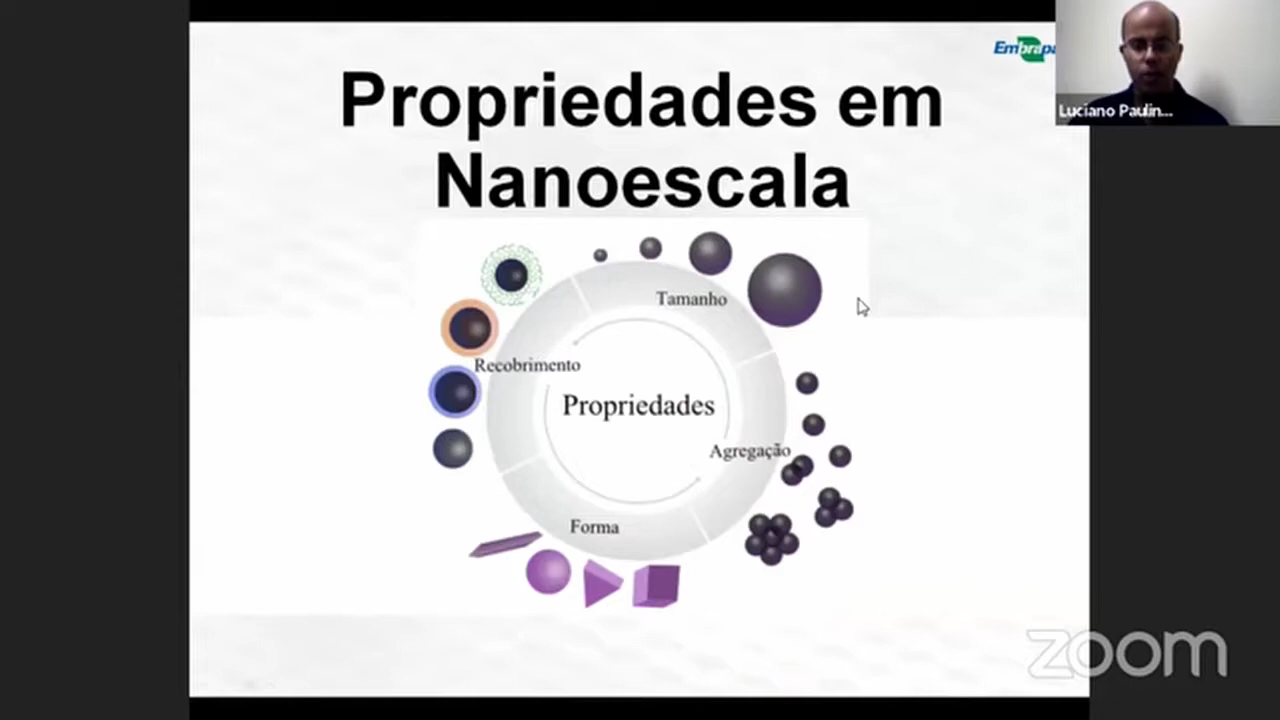 Propriedades em
Nanoescala
Embrapa
Luciano Paulin...
Tamanho
Recobrimento
Propriedades
Agregação
Forma
zoom